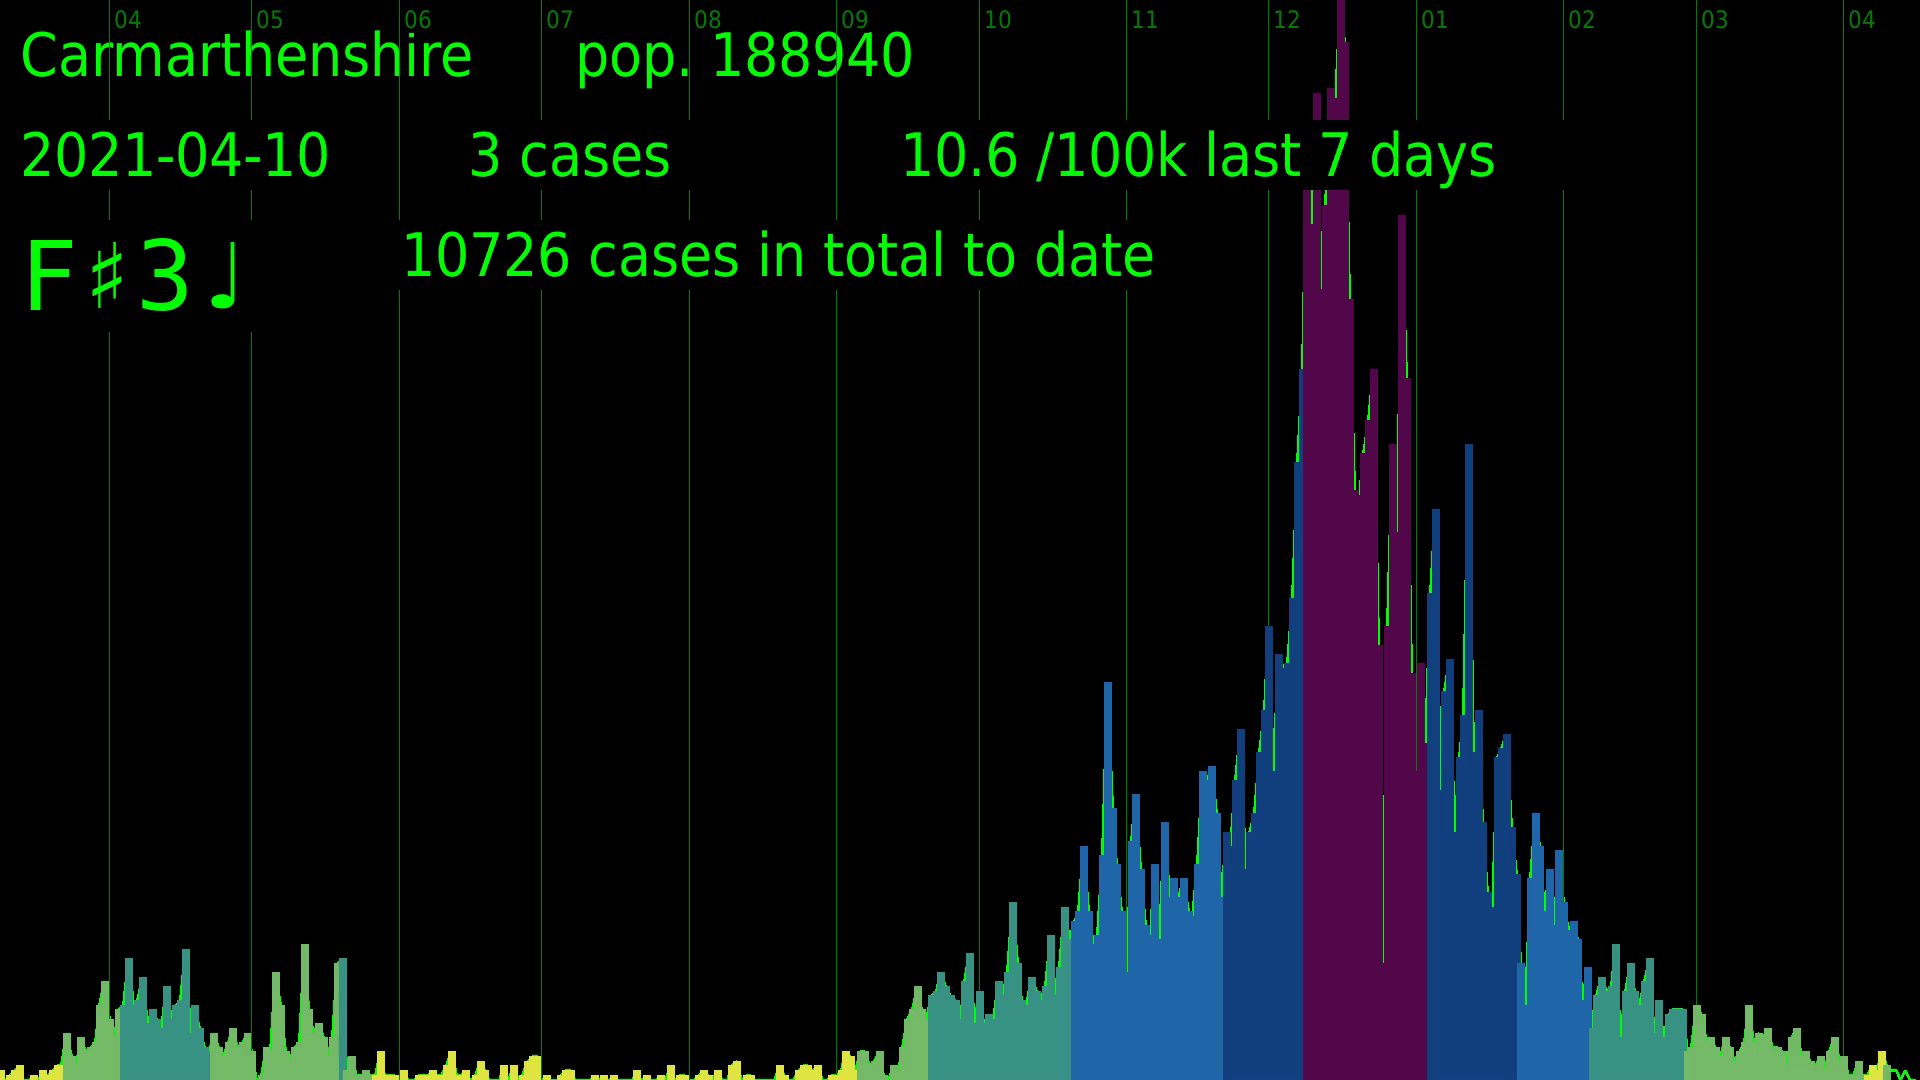 04 05 06 07 08 09 10 11 12 01 02 03 04
Carmarthenshire pop. 188940
2021-04-10 3 cases 10.6 /100k last 7 days
F♯3♩ 10726 cases in total to date